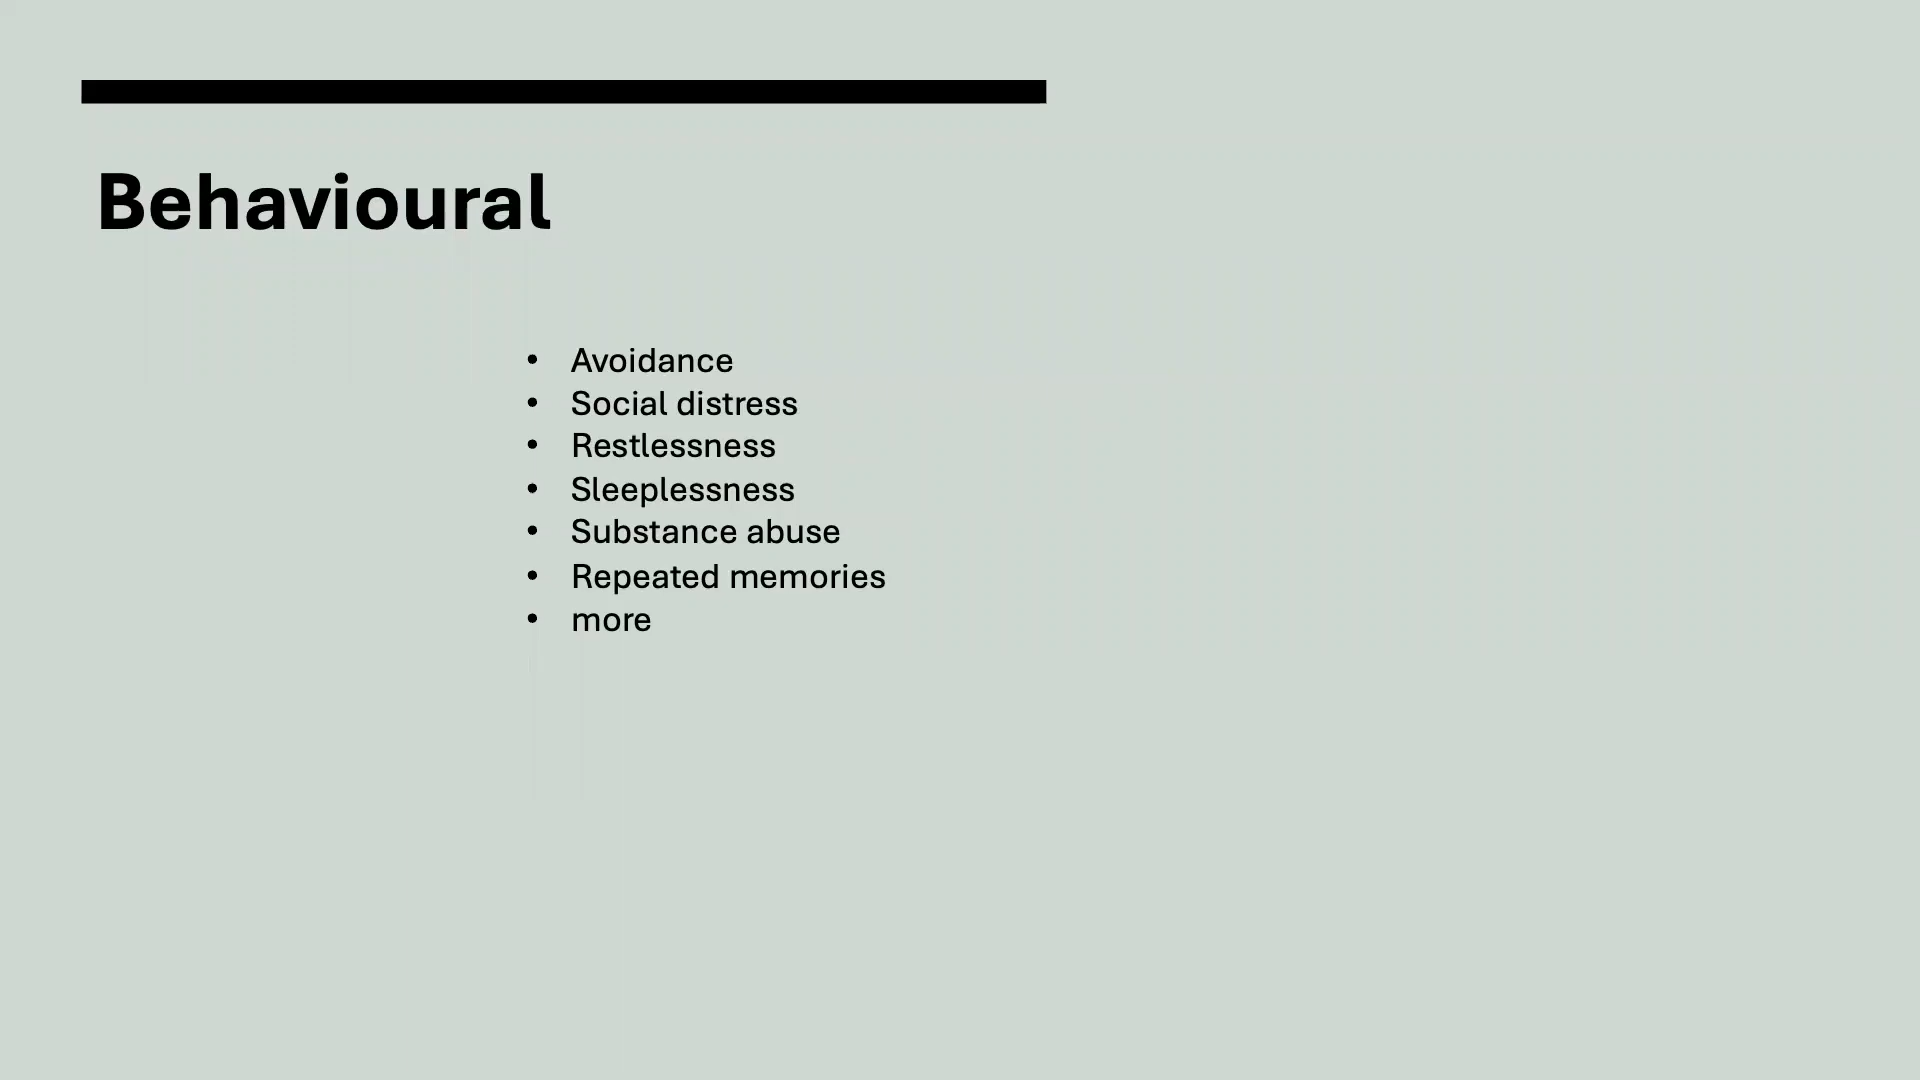 Behavioural
• Avoidance
• Social distress
• Restlessness
• Sleeplessness
• Substance abuse
• Repeated memories
• more